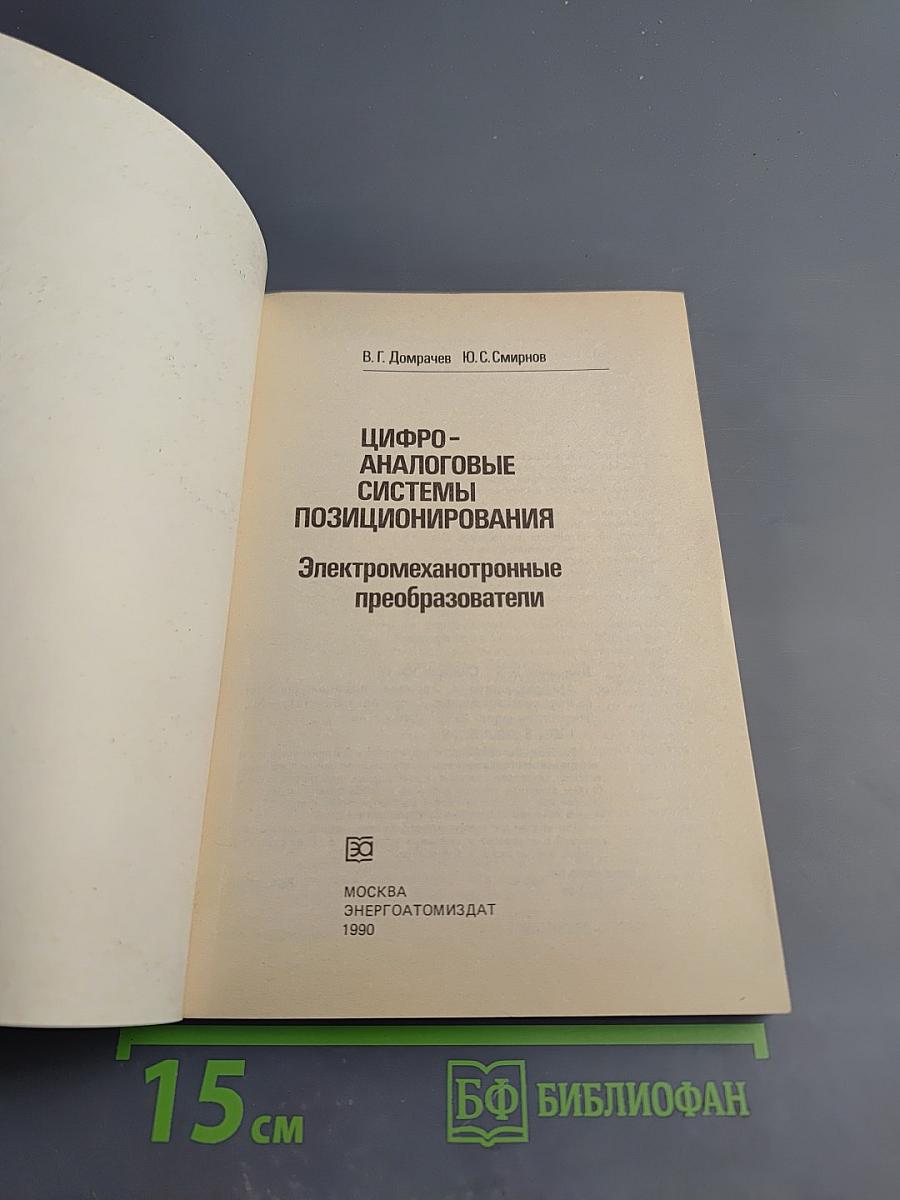 В. Г. Домрачев Ю. С. Смирнов
ЦИФРО-
АНАЛОГОВЫЕ
СИСТЕМЫ
ПОЗИЦИОНИРОВАНИЯ
Электромеханотронные
преобразователи
ЭА
МОСКВА
ЭНЕРГОАТОМИЗДАТ
1990
15 см
БФ БИБЛИОФАН